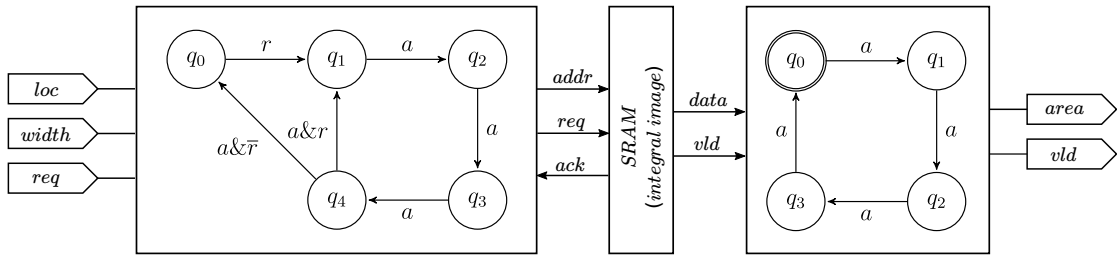 loc
width
req
q₀
r
q₁
a
q₂
a
a&r̄
a&r
q₄
a
q₃
addr
req
ack
SRAM
(integral image)
data
vld
q₀
a
q₁
a
a
q₃
a
q₂
area
vld